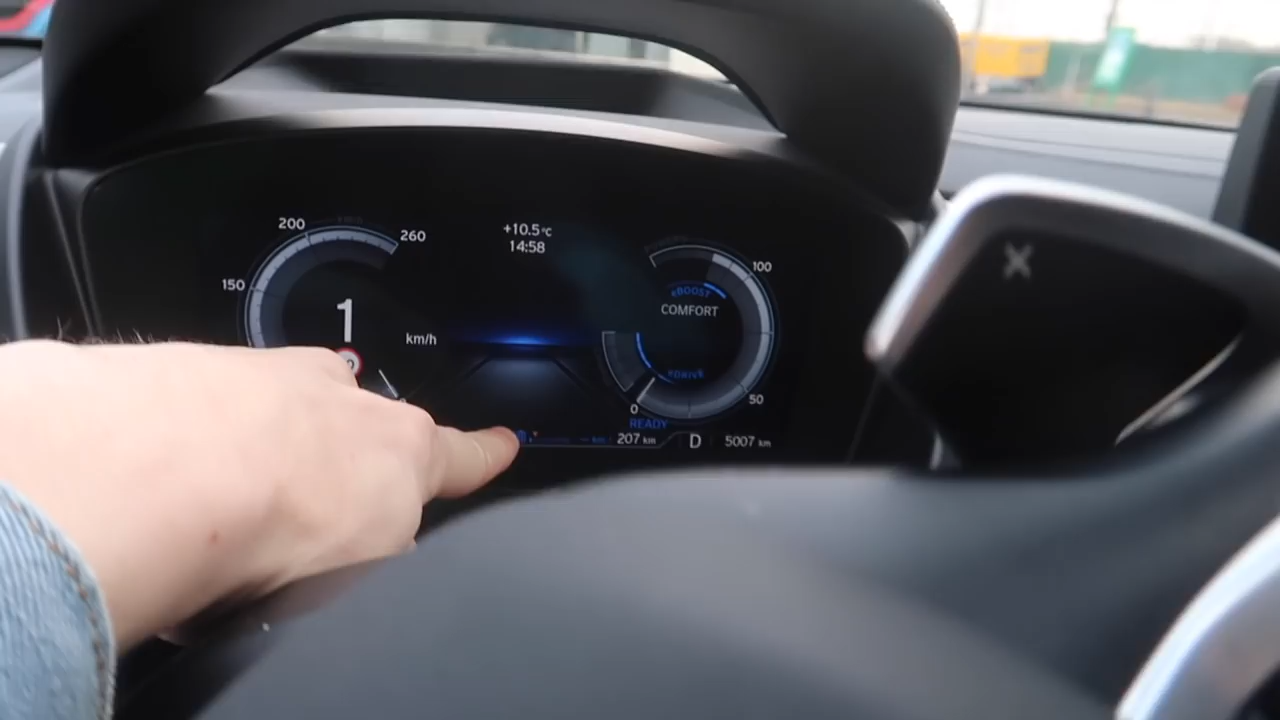 200
260
150
1
km/h
+10.5°C
14:58
100
eBOOST
COMFORT
eDRIVE
0
50
READY
207 km
D
5007 km